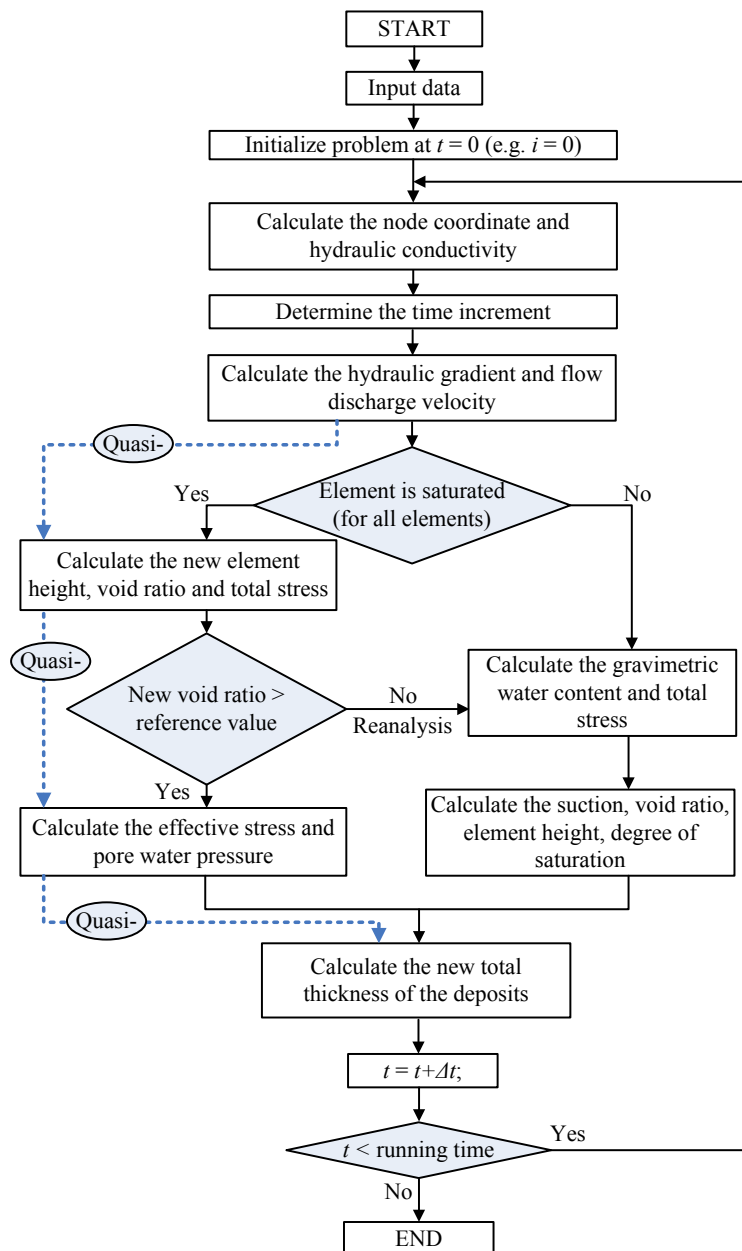 START
Input data
Initialize problem at t = 0 (e.g. i = 0)
Calculate the node coordinate and
hydraulic conductivity
Determine the time increment
Calculate the hydraulic gradient and flow
discharge velocity
Quasi-
Yes
Element is saturated
(for all elements)
No
Calculate the new element
height, void ratio and total stress
Quasi-
New void ratio >
reference value
No
Reanalysis
Calculate the gravimetric
water content and total
stress
Yes
Calculate the effective stress and
pore water pressure
Calculate the suction, void ratio,
element height, degree of
saturation
Quasi-
Calculate the new total
thickness of the deposits
t = t+Δt;
t < running time
Yes
No
END